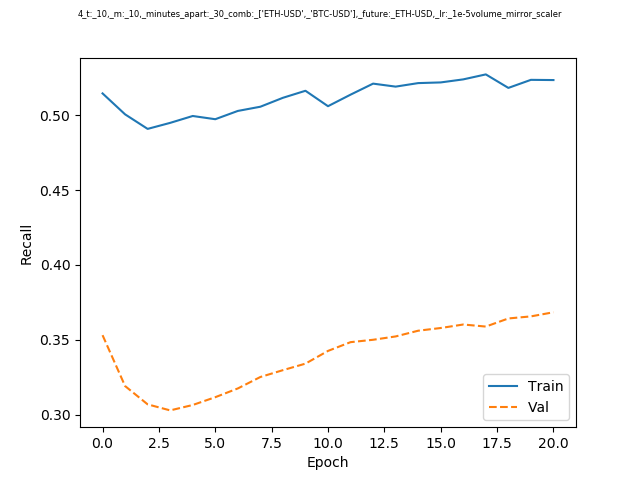 4_t:_10,_m:_10,_minutes_apart:_30_comb:_['ETH-USD',_'BTC-USD'],_future:_ETH-USD,_lr:_1e-5volume_mirror_scaler
0.50
0.45
0.40
0.35
0.30
Recall
Train
Val
0.0 2.5 5.0 7.5 10.0 12.5 15.0 17.5 20.0
Epoch